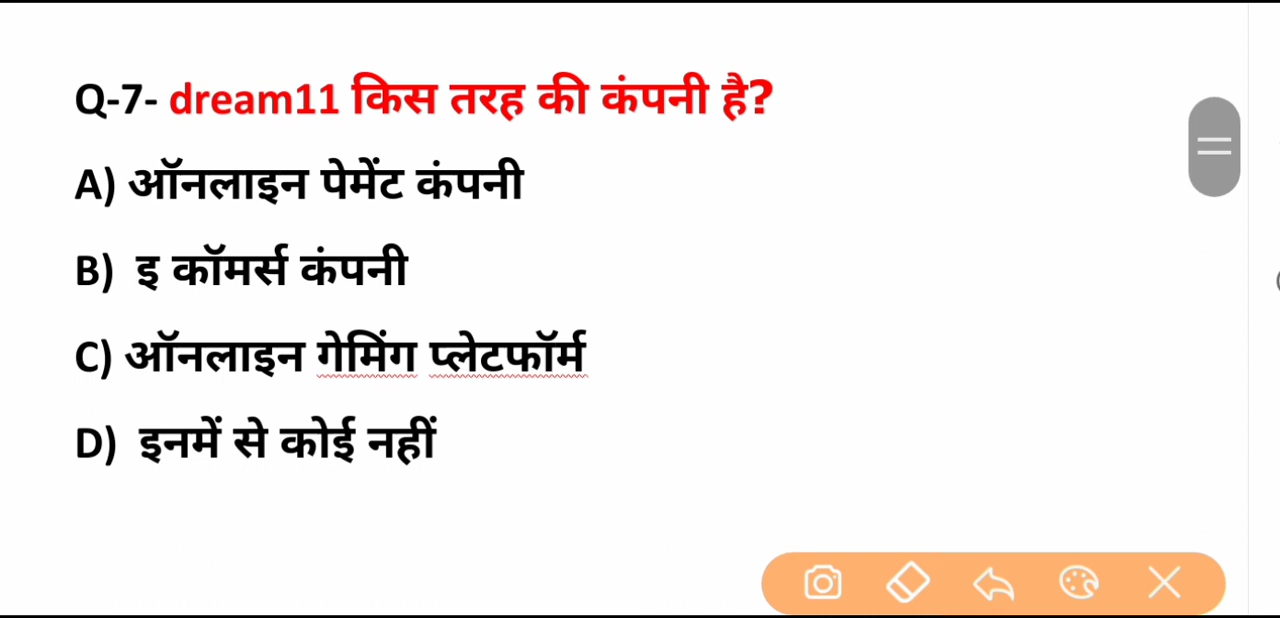 Q-7- dream11 किस तरह की कंपनी है?
A) ऑनलाइन पेमेंट कंपनी
B) इ कॉमर्स कंपनी
C) ऑनलाइन गेमिंग प्लेटफॉर्म
D) इनमें से कोई नहीं